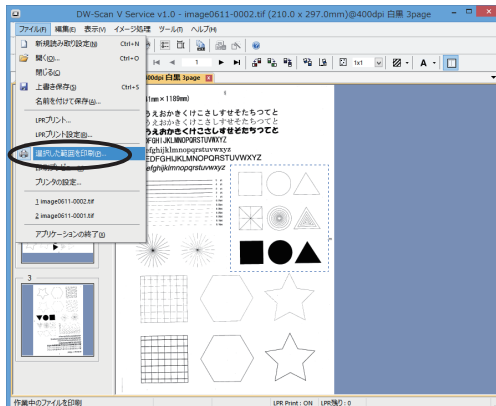 DW-Scan V Service v1.0 - image0611-0002.tif (210.0 x 297.0mm)@400dpi 白黒 3page
ファイル(F) 編集(E) 表示(V) イメージ処理 ツール(T) ヘルプ(H)
新規読み取り設定(N) Ctrl+N
開く(O)... Ctrl+O
1
1x1
A
閉じる(C)
400dpi 白黒 3page
上書き保存(S) Ctrl+S
名前を付けて保存(A)...
1mm×1189mm)
LPRプリント...
うえおかきくけこさしすせそたちつてと
LPRプリント設定(R)...
うえおかきくけこさしすせそたちつてと
うえおかきくけこさしすせそたちつてと
選択した範囲を印刷(P)...
DFGHIJKLMNOPQRSTUVWXYZ
efghijklmnopqrstuvwxyz
EDFGHIJKLMNOPQRSTUVWXYZ
efghijklmnopqrstuvwxyz
プリンタの設定...
1 image0611-0002.tif
2 image0611-0001.tif
アプリケーションの終了(X)
3
作業中のファイルを印刷 LPR Print : ON LPR残り : 0